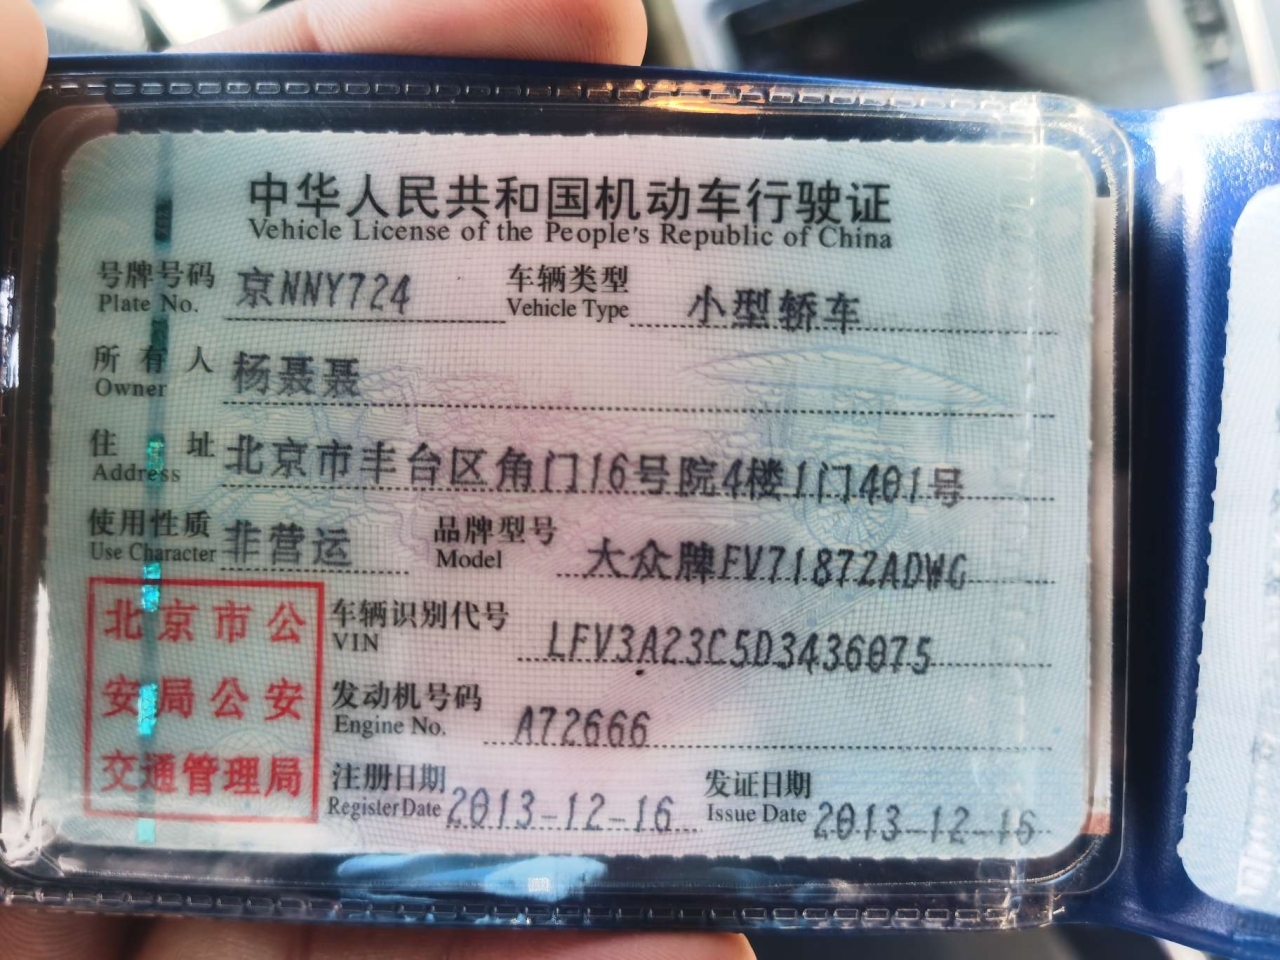 中华人民共和国机动车行驶证
Vehicle License of the People's Republic of China
号牌号码 京NNY724 车辆类型 小型轿车
Plate No. Vehicle Type
所有人 杨聂聂
Owner
住址 北京市丰台区角门16号院4楼1门401号
Address
使用性质 非营运 品牌型号 大众牌FV7187ZADWG
Use Character Model
北京市公
安局公安
交通管理局
车辆识别代号 LFV3A23C5D3436075
VIN
发动机号码 A72666
Engine No.
注册日期 2013-12-16 发证日期 2013-12-16
Register Date Issue Date